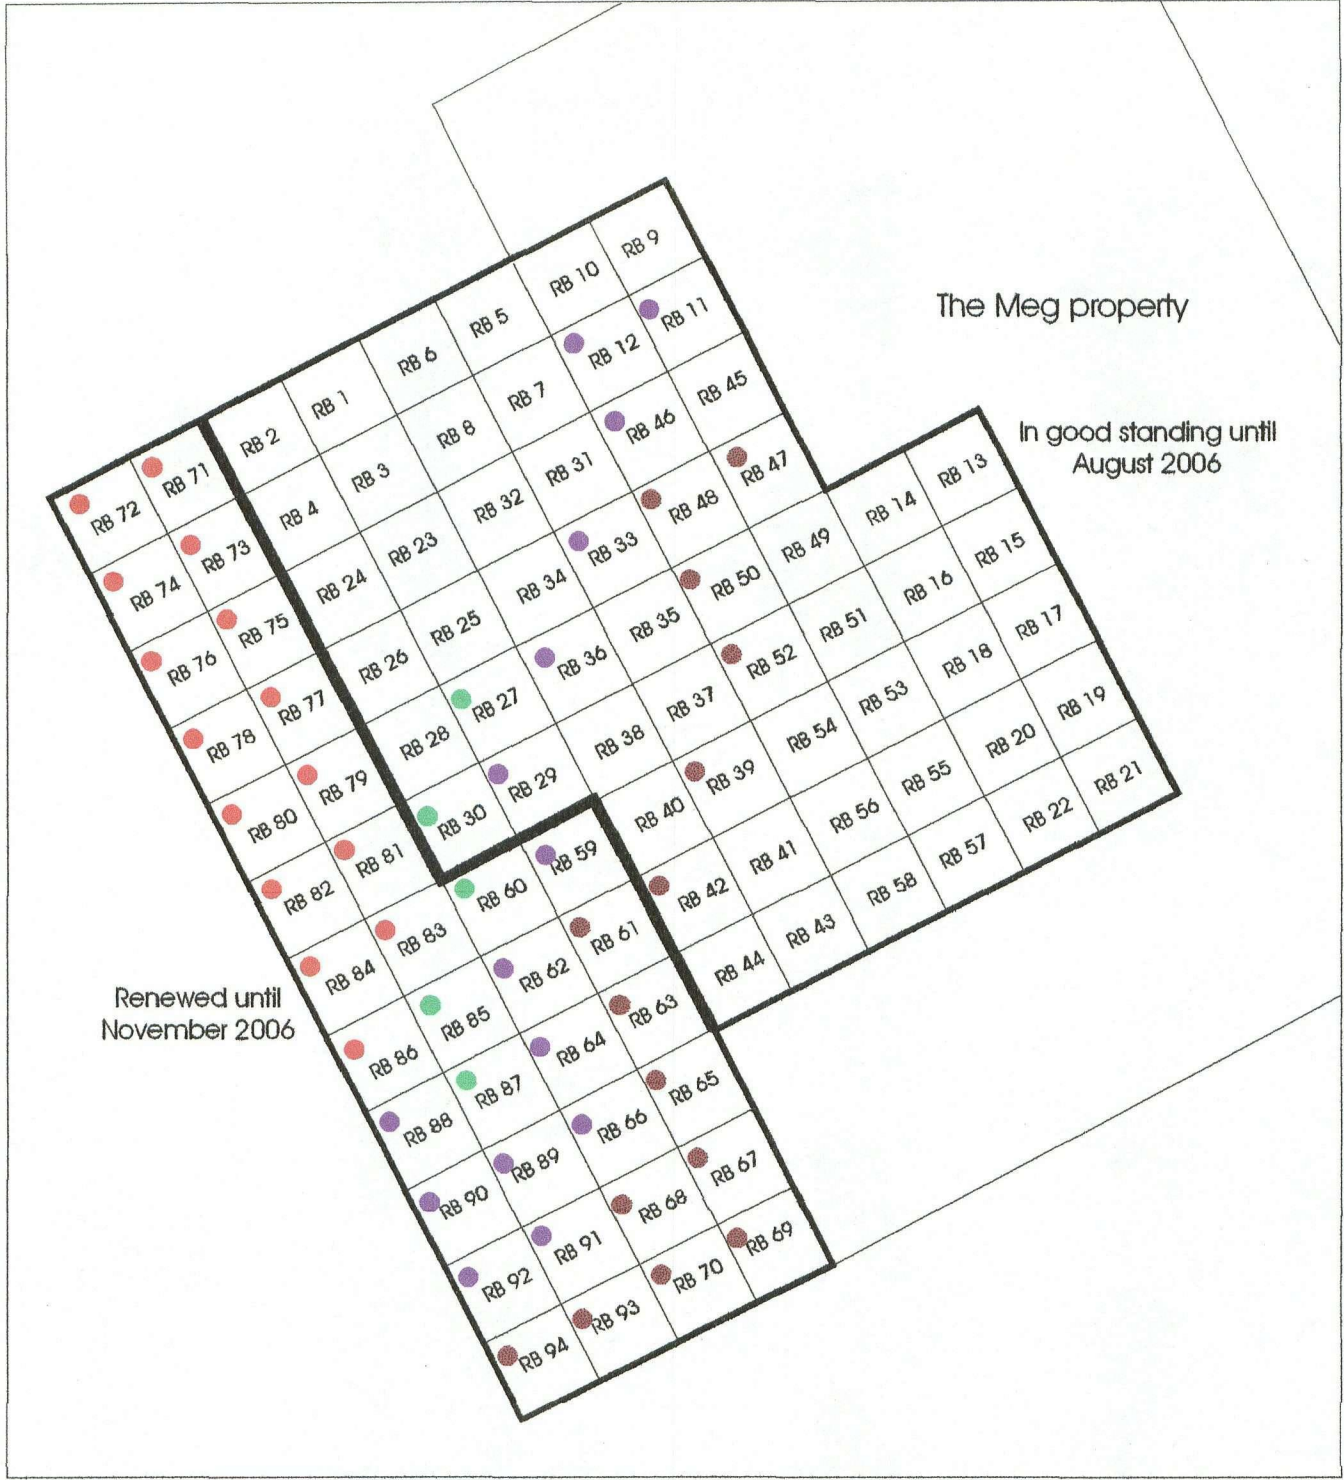 The Meg property
In good standing until
August 2006
Renewed until
November 2006
RB 9
RB 10
RB 5
RB 6
RB 1
RB 2
RB 71
RB 72
RB 11
RB 12
RB 7
RB 8
RB 3
RB 4
RB 73
RB 74
RB 45
RB 46
RB 31
RB 32
RB 23
RB 24
RB 75
RB 76
RB 47
RB 48
RB 33
RB 34
RB 25
RB 26
RB 77
RB 78
RB 13
RB 14
RB 49
RB 50
RB 35
RB 36
RB 27
RB 28
RB 79
RB 80
RB 15
RB 16
RB 51
RB 52
RB 37
RB 38
RB 29
RB 30
RB 81
RB 82
RB 17
RB 18
RB 53
RB 54
RB 39
RB 40
RB 59
RB 60
RB 83
RB 84
RB 19
RB 20
RB 55
RB 56
RB 41
RB 42
RB 61
RB 62
RB 85
RB 86
RB 21
RB 22
RB 57
RB 58
RB 43
RB 44
RB 63
RB 64
RB 87
RB 88
RB 65
RB 66
RB 89
RB 90
RB 67
RB 68
RB 91
RB 92
RB 69
RB 70
RB 93
RB 94